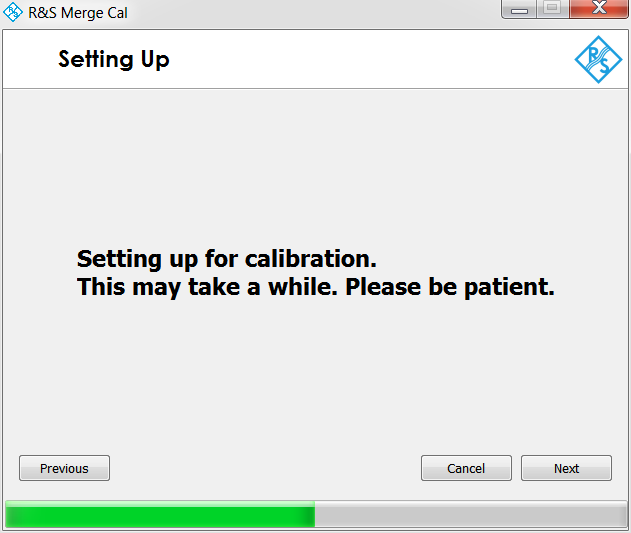 R&S Merge Cal
Setting Up
R
S
Setting up for calibration.
This may take a while. Please be patient.
Previous
Cancel
Next